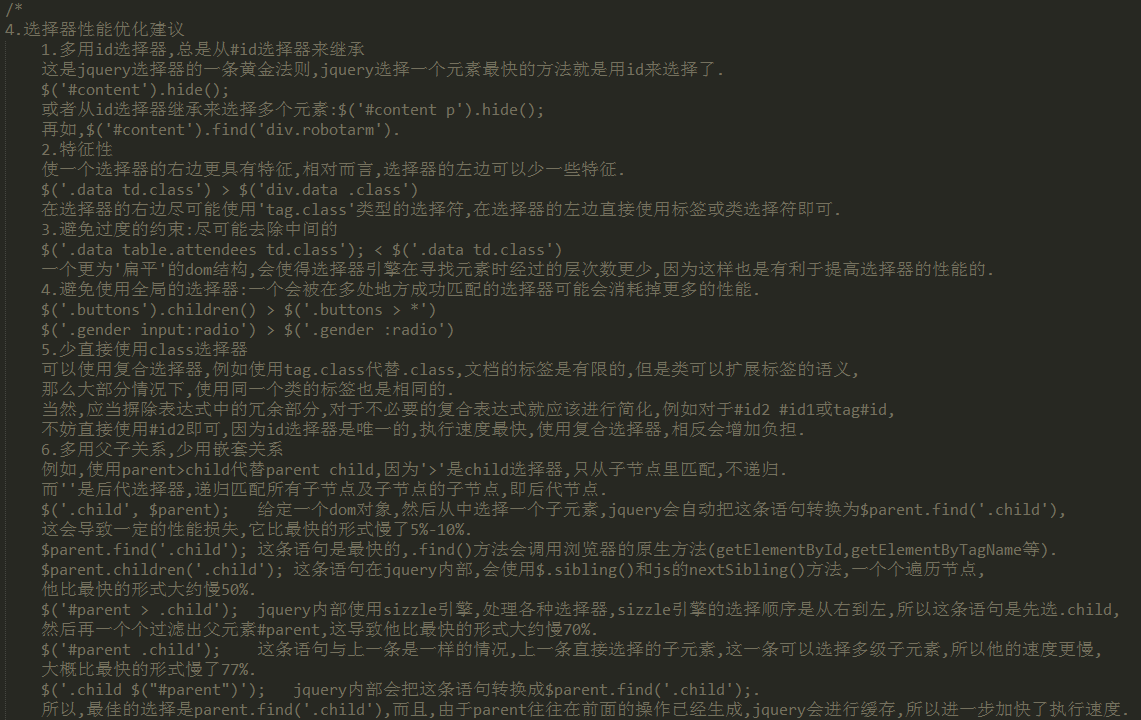 /*
4.选择器性能优化建议
1.多用id选择器,总是从#id选择器来继承
这是jquery选择器的一条黄金法则,jquery选择一个元素最快的方法就是用id来选择了.
$('#content').hide();
或者从id选择器继承来选择多个元素:$('#content p').hide();
再如,$('#content').find('div.robotarm').
2.特征性
使一个选择器的右边更具有特征,相对而言,选择器的左边可以少一些特征.
$('.data td.class') > $('div.data .class')
在选择器的右边尽可能使用'tag.class'类型的选择符,在选择器的左边直接使用标签或类选择符即可.
3.避免过度的约束:尽可能去除中间的
$('.data table.attendees td.class'); < $('.data td.class')
一个更为'扁平'的dom结构,会使得选择器引擎在寻找元素时经过的层次数更少,因为这样也是有利于提高选择器的性能的.
4.避免使用全局的选择器:一个会被在多处地方成功匹配的选择器可能会消耗掉更多的性能.
$('.buttons').children() > $('.buttons > *')
$('.gender input:radio') > $('.gender :radio')
5.少直接使用class选择器
可以使用复合选择器,例如使用tag.class代替.class,文档的标签是有限的,但是类可以扩展标签的语义,
那么大部分情况下,使用同一个类的标签也是相同的.
当然,应当摒除表达式中的冗余部分,对于不必要的复合表达式就应该进行简化,例如对于#id2 #id1或tag#id,
不妨直接使用#id2即可,因为id选择器是唯一的,执行速度最快,使用复合选择器,相反会增加负担.
6.多用父子关系,少用嵌套关系
例如,使用parent>child代替parent child,因为'>'是child选择器,只从子节点里匹配,不递归.
而''是后代选择器,递归匹配所有子节点及子节点的子节点,即后代节点.
$('.child', $parent);   给定一个dom对象,然后从中选择一个子元素,jquery会自动把这条语句转换为$parent.find('.child'),
这会导致一定的性能损失,它比最快的形式慢了5%-10%.
$parent.find('.child'); 这条语句是最快的,.find()方法会调用浏览器的原生方法(getElementById,getElementByTagName等).
$parent.children('.child'); 这条语句在jquery内部,会使用$.sibling()和js的nextSibling()方法,一个个遍历节点,
他比最快的形式大约慢50%.
$('#parent > .child');  jquery内部使用sizzle引擎,处理各种选择器,sizzle引擎的选择顺序是从右到左,所以这条语句是先选.child,
然后再一个个过滤出父元素#parent,这导致他比最快的形式大约慢70%.
$('#parent .child');    这条语句与上一条是一样的情况,上一条直接选择的子元素,这一条可以选择多级子元素,所以他的速度更慢,
大概比最快的形式慢了77%.
$('.child $("#parent")');   jquery内部会把这条语句转换成$parent.find('.child');.
所以,最佳的选择是parent.find('.child'),而且,由于parent往往在前面的操作已经生成,jquery会进行缓存,所以进一步加快了执行速度.